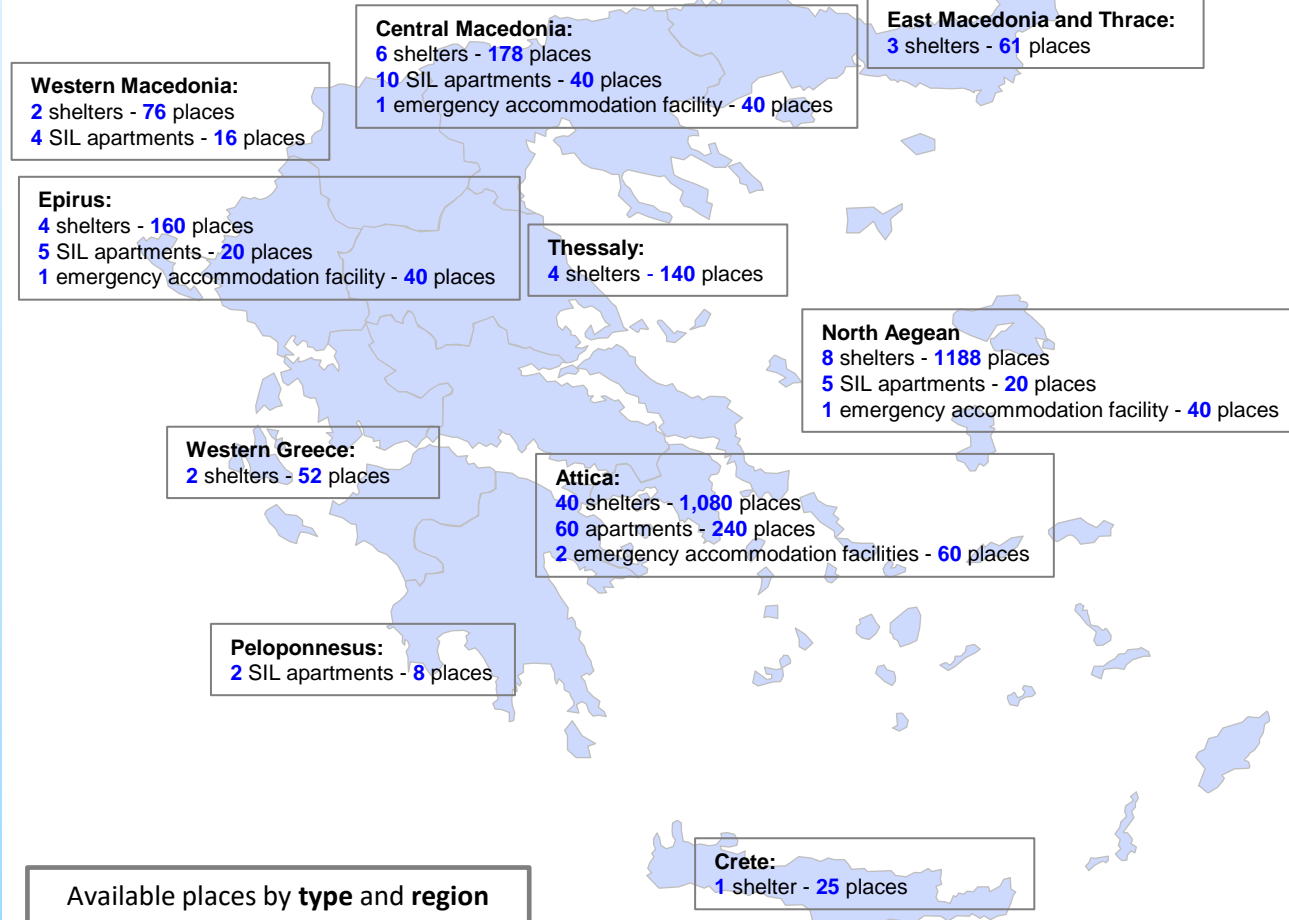 Central Macedonia:
6 shelters - 178 places
10 SIL apartments - 40 places
1 emergency accommodation facility - 40 places
East Macedonia and Thrace:
3 shelters - 61 places
Western Macedonia:
2 shelters - 76 places
4 SIL apartments - 16 places
Epirus:
4 shelters - 160 places
5 SIL apartments - 20 places
1 emergency accommodation facility - 40 places
Thessaly:
4 shelters - 140 places
North Aegean
8 shelters - 1188 places
5 SIL apartments - 20 places
1 emergency accommodation facility - 40 places
Western Greece:
2 shelters - 52 places
Attica:
40 shelters - 1,080 places
60 apartments - 240 places
2 emergency accommodation facilities - 60 places
Peloponnesus:
2 SIL apartments - 8 places
Crete:
1 shelter - 25 places
Available places by type and region